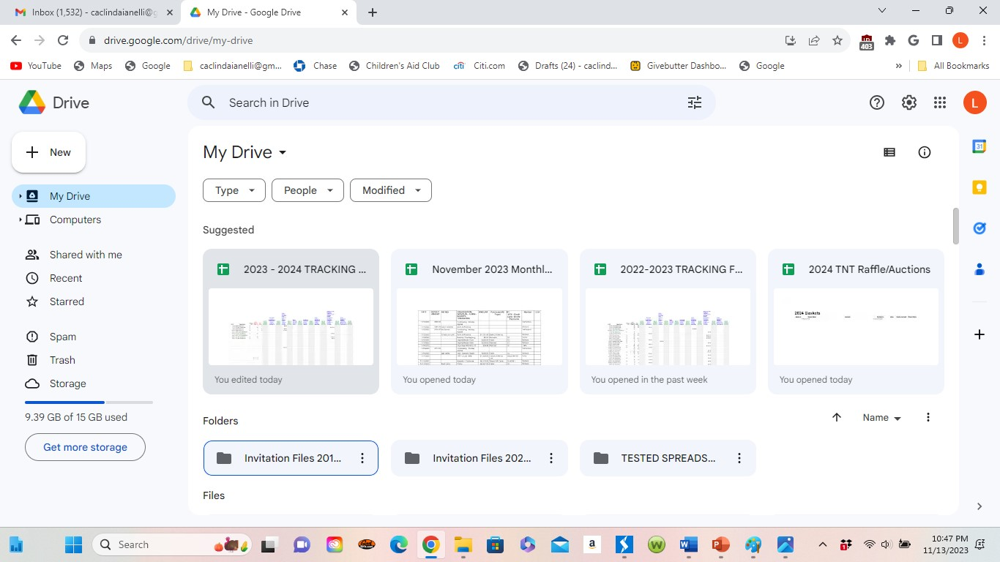 Inbox (1,532) - caclindaianelli@g
My Drive - Google Drive
drive.google.com/drive/my-drive
403
L
YouTube
Maps
Google
caclindaianelli@gm...
Chase
Children's Aid Club
citi
Citi.com
Drafts (24) - caclind...
Givebutter Dashbo...
Google
»
All Bookmarks
Drive
Search in Drive
L
New
My Drive
31
Type
People
Modified
My Drive
Computers
Suggested
Shared with me
Recent
Starred
2023 - 2024 TRACKING ...
November 2023 Monthl...
2022-2023 TRACKING F...
2024 TNT Raffle/Auctions
2024 Baskets
Spam
Trash
Storage
You edited today
You opened today
You opened in the past week
You opened today
9.39 GB of 15 GB used
Get more storage
Folders
Name
Invitation Files 201...
Invitation Files 202...
TESTED SPREADS...
Files
Search
a
W
W
P
1
10:47 PM
11/13/2023